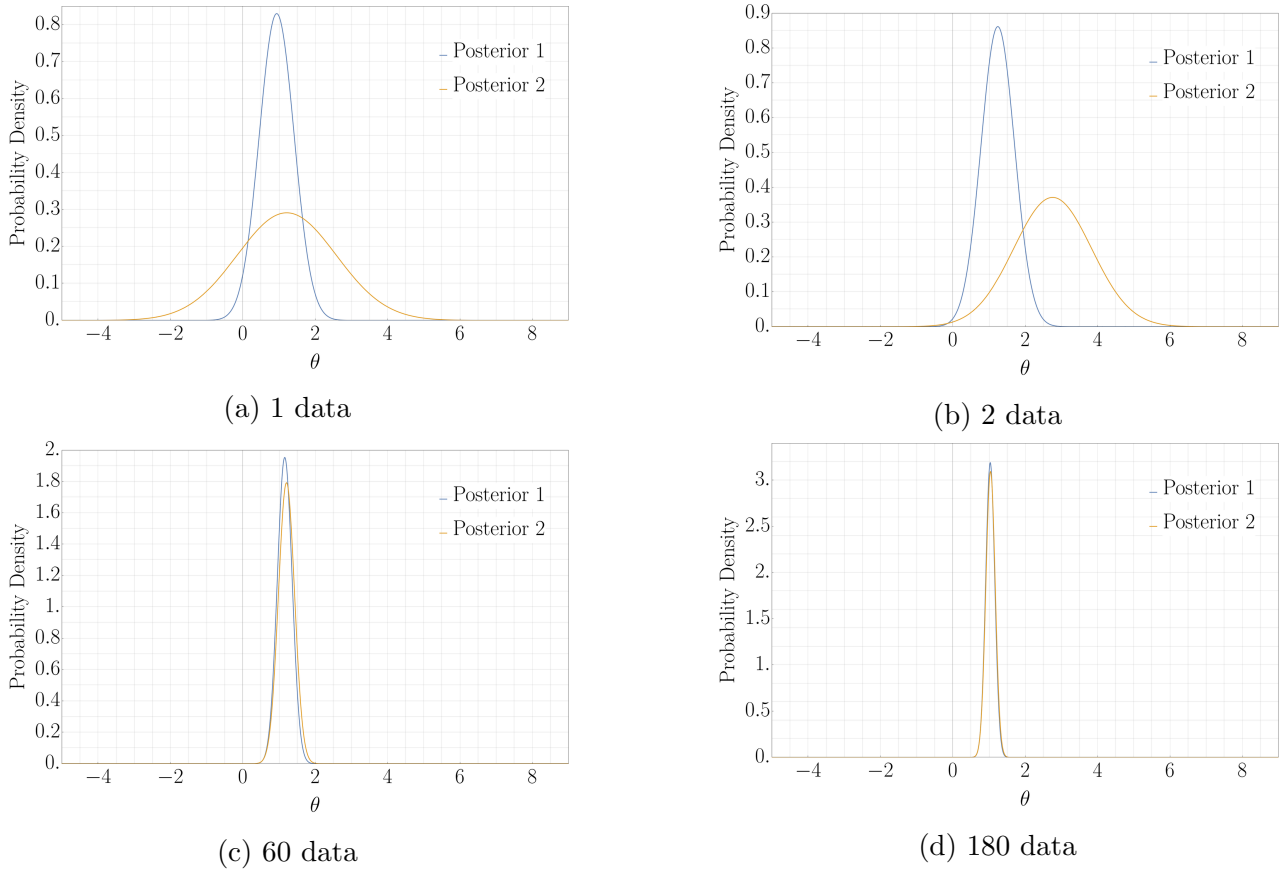 Probability Density
0.8
0.7
0.6
0.5
0.4
0.3
0.2
0.1
0.
−4 −2 0 2 4 6 8
θ
Posterior 1
Posterior 2
(a) 1 data
Probability Density
0.9
0.8
0.7
0.6
0.5
0.4
0.3
0.2
0.1
0.
−4 −2 0 2 4 6 8
θ
Posterior 1
Posterior 2
(b) 2 data
Probability Density
2.
1.8
1.6
1.4
1.2
1.
0.8
0.6
0.4
0.2
0.
−4 −2 0 2 4 6 8
θ
Posterior 1
Posterior 2
(c) 60 data
Probability Density
3.
2.5
2.
1.5
1.
0.5
0.
−4 −2 0 2 4 6 8
θ
Posterior 1
Posterior 2
(d) 180 data